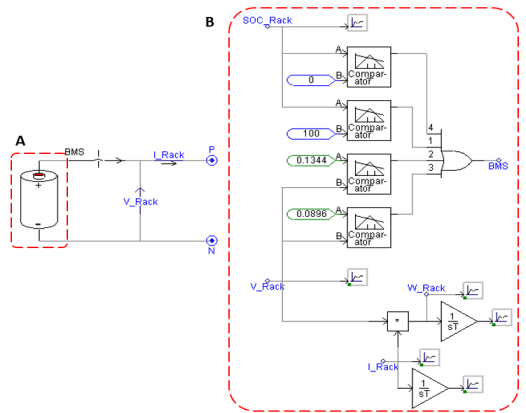 B
SOC_Rack
A
B
0
Compar-
ator
A
B
100
Compar-
ator
4
1
2
3
BMS
A
B
0.1344
Compar-
ator
A
B
0.0896
Compar-
ator
A
BMS
I
I_Rack
P
+
V_Rack
-
N
V_Rack
W_Rack
*
1
sT
I_Rack
1
sT